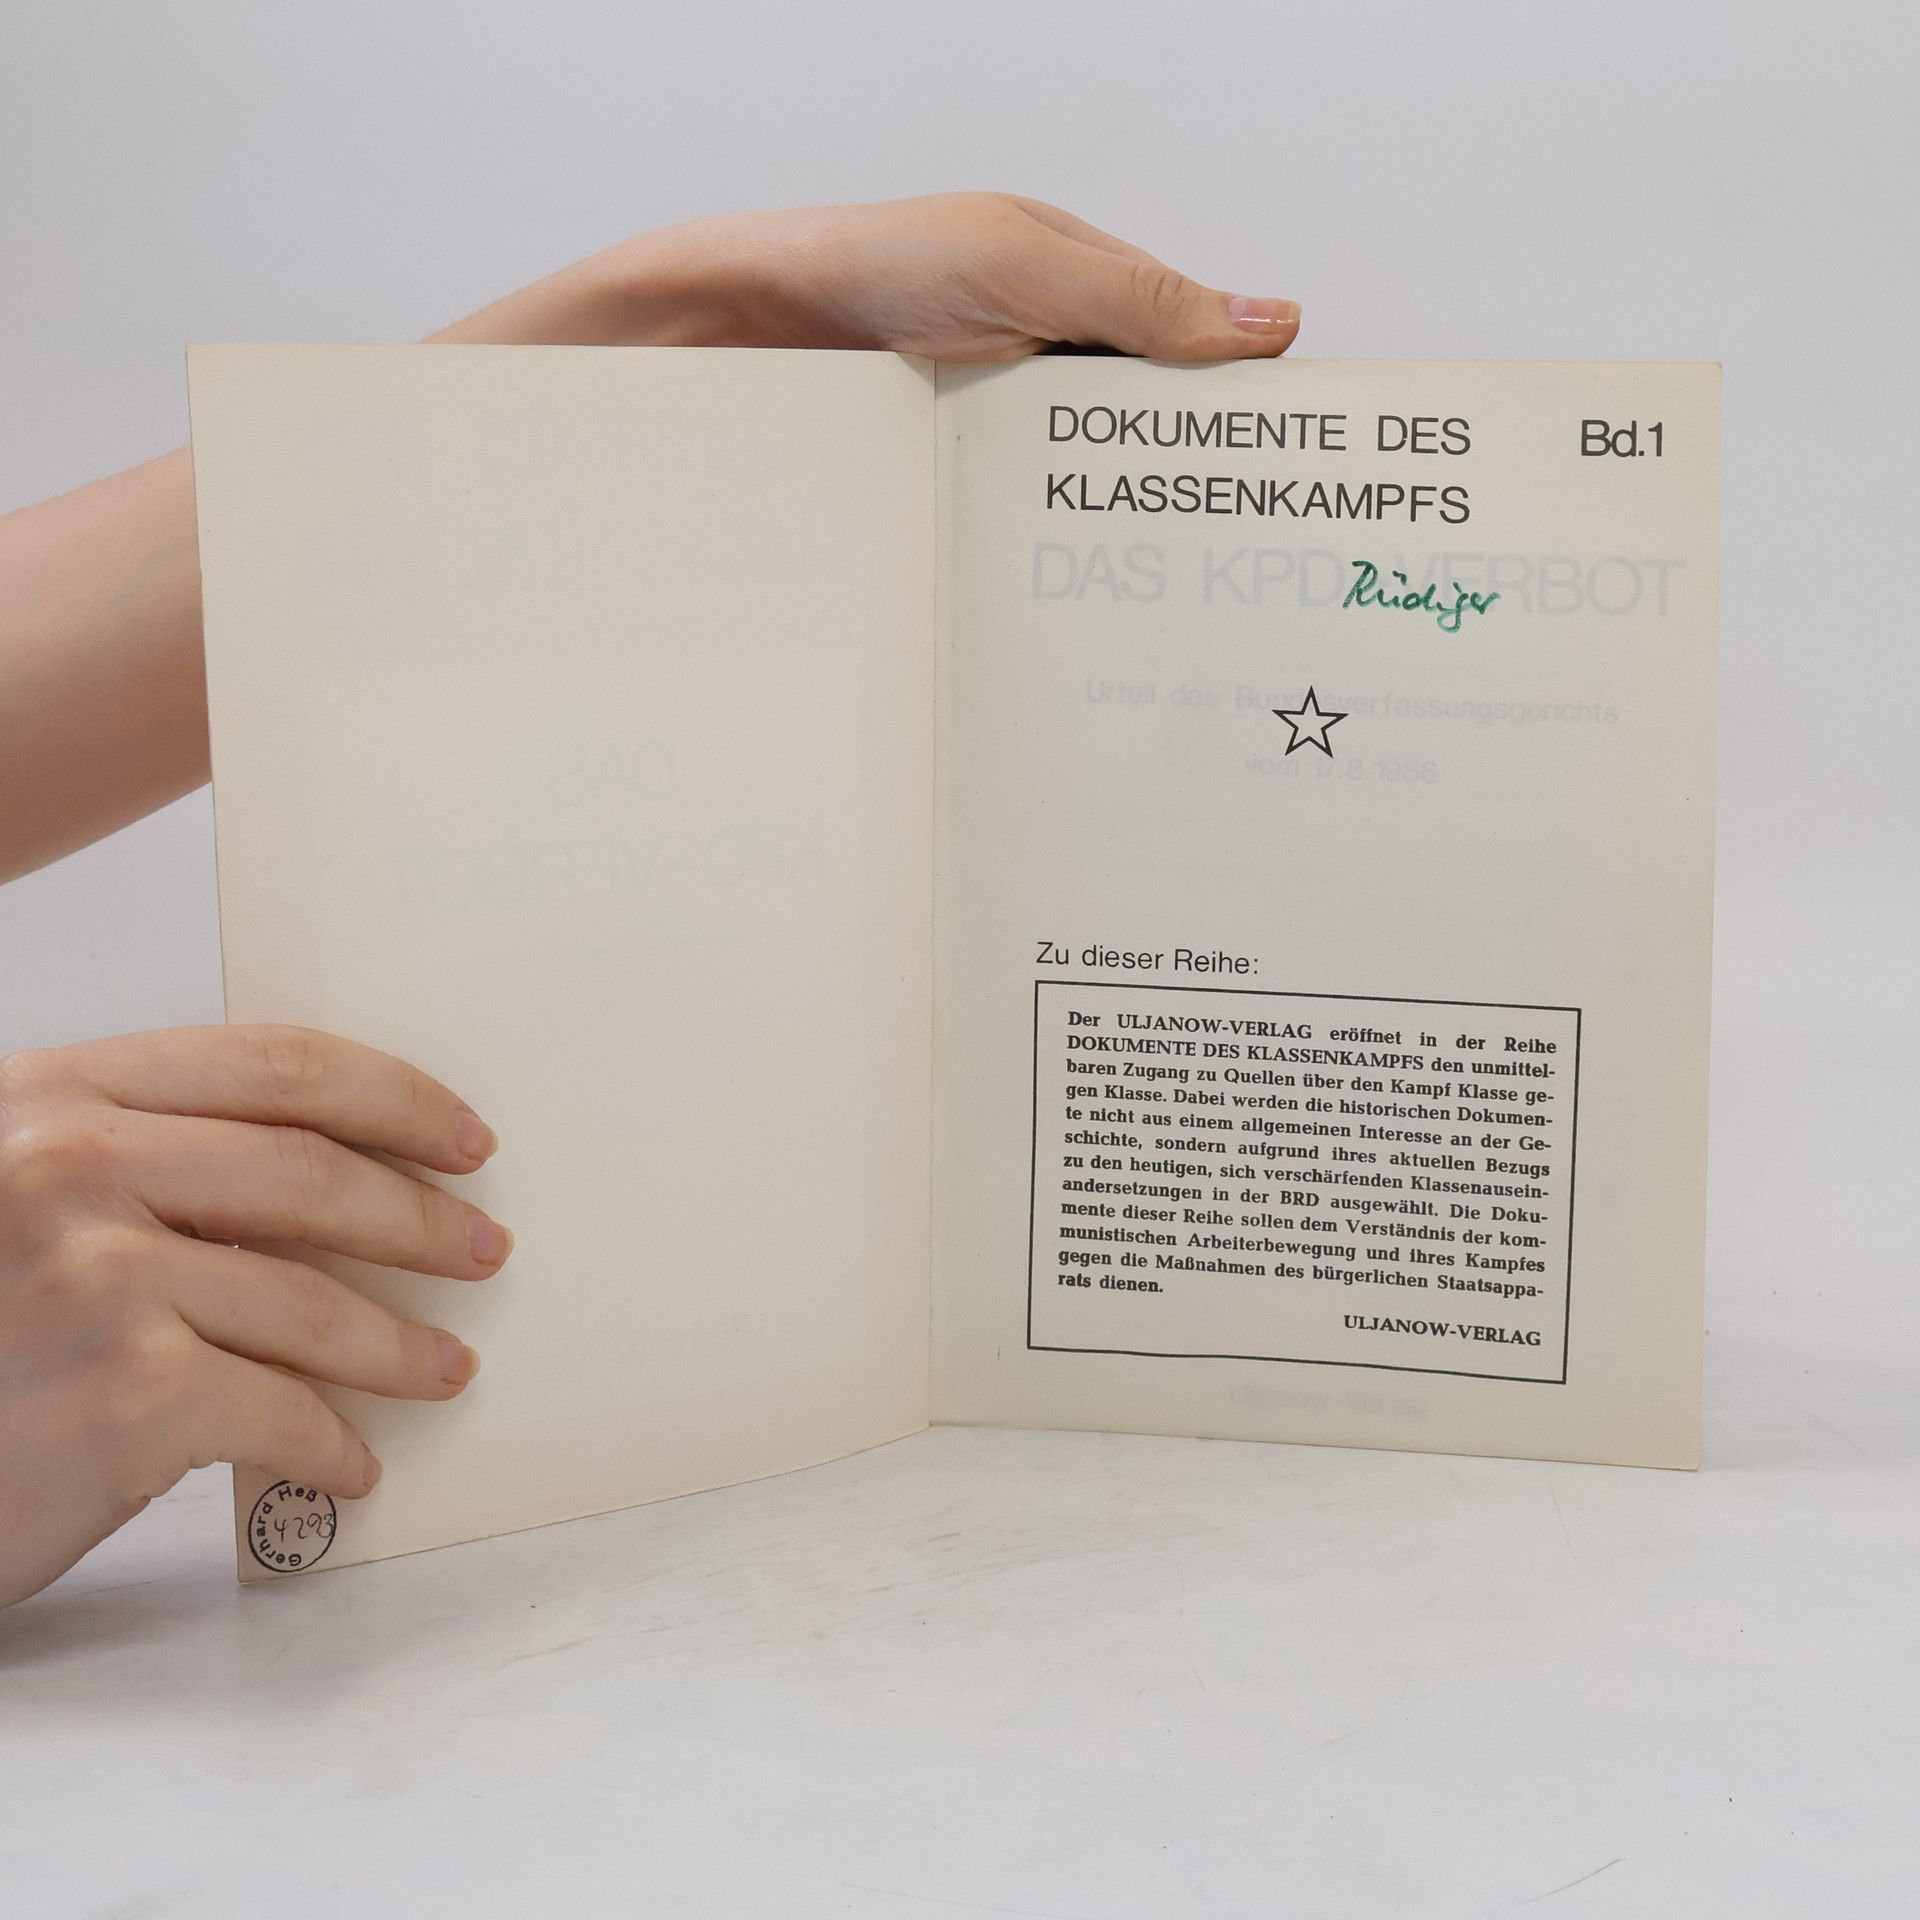 DOKUMENTE DES Bd.1
KLASSENKAMPFS
DAS KPD-VERBOT
Rüdiger
Urteil des Bundesverfassungsgerichts
vom 17.8.1956
Zu dieser Reihe:
Der ULJANOW-VERLAG eröffnet in der Reihe
DOKUMENTE DES KLASSENKAMPFS den unmittel-
baren Zugang zu Quellen über den Kampf Klasse ge-
gen Klasse. Dabei werden die historischen Dokumen-
te nicht aus einem allgemeinen Interesse an der Ge-
schichte, sondern aufgrund ihres aktuellen Bezugs
zu den heutigen, sich verschärfenden Klassenausein-
andersetzungen in der BRD ausgewählt. Die Doku-
mente dieser Reihe sollen dem Verständnis der kom-
munistischen Arbeiterbewegung und ihres Kampfes
gegen die Maßnahmen des bürgerlichen Staatsappa-
rats dienen.
ULJANOW-VERLAG
DAS
KPD-VERBOT
Gerhard Heß
4293